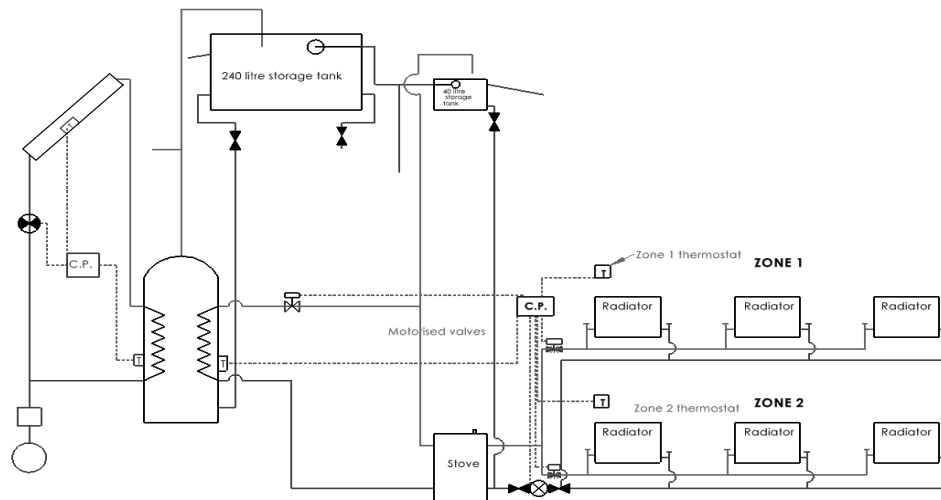 240 litre storage tank
40 litre
storage
tank
T
C.P.
Zone 1 thermostat
ZONE 1
T
C.P.
Radiator
Radiator
Radiator
Motorised valves
T
T
T
Zone 2 thermostat
ZONE 2
Radiator
Radiator
Radiator
Stove